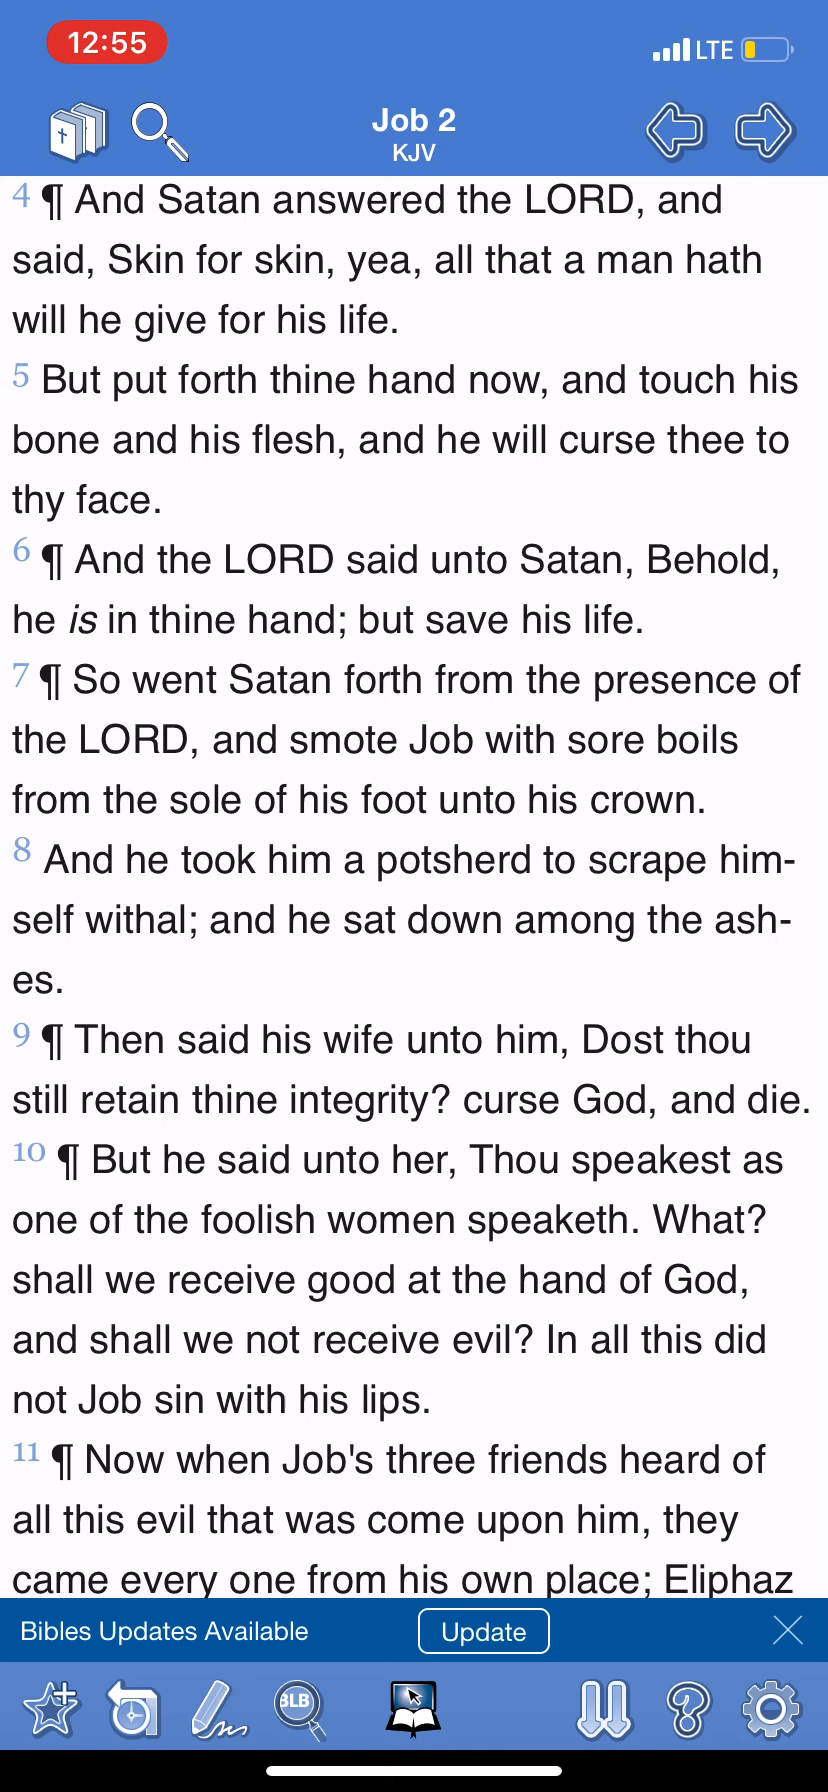 12:55
LTE
Job 2
KJV
4 ¶ And Satan answered the LORD, and
said, Skin for skin, yea, all that a man hath
will he give for his life.
5 But put forth thine hand now, and touch his
bone and his flesh, and he will curse thee to
thy face.
6 ¶ And the LORD said unto Satan, Behold,
he is in thine hand; but save his life.
7 ¶ So went Satan forth from the presence of
the LORD, and smote Job with sore boils
from the sole of his foot unto his crown.
8 And he took him a potsherd to scrape him-
self withal; and he sat down among the ash-
es.
9 ¶ Then said his wife unto him, Dost thou
still retain thine integrity? curse God, and die.
10 ¶ But he said unto her, Thou speakest as
one of the foolish women speaketh. What?
shall we receive good at the hand of God,
and shall we not receive evil? In all this did
not Job sin with his lips.
11 ¶ Now when Job's three friends heard of
all this evil that was come upon him, they
came every one from his own place; Eliphaz
Bibles Updates Available
Update
BLB